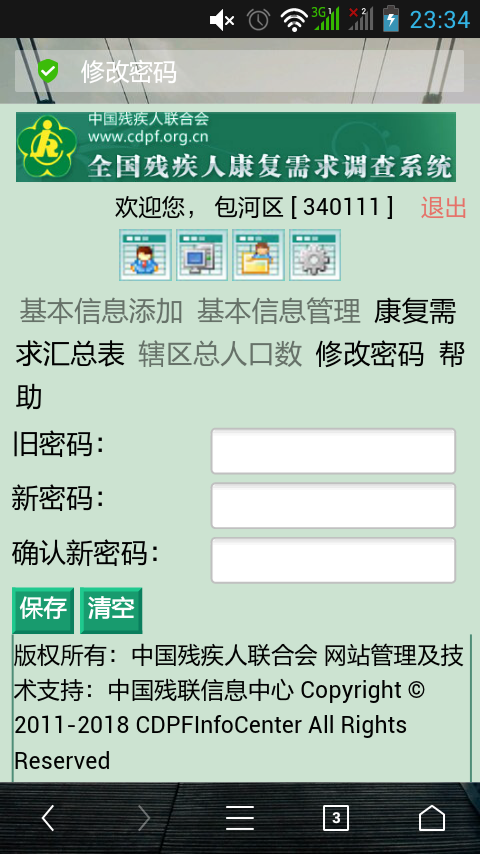 3G 1 2 23:34
修改密码
中国残疾人联合会
www.cdpf.org.cn
全国残疾人康复需求调查系统
欢迎您， 包河区 [ 340111 ] 退出
基本信息添加 基本信息管理 康复需
求汇总表 辖区总人口数 修改密码 帮
助
旧密码：
新密码：
确认新密码：
保存 清空
版权所有：中国残疾人联合会 网站管理及技
术支持：中国残联信息中心 Copyright ©
2011-2018 CDPFInfoCenter All Rights
Reserved
3